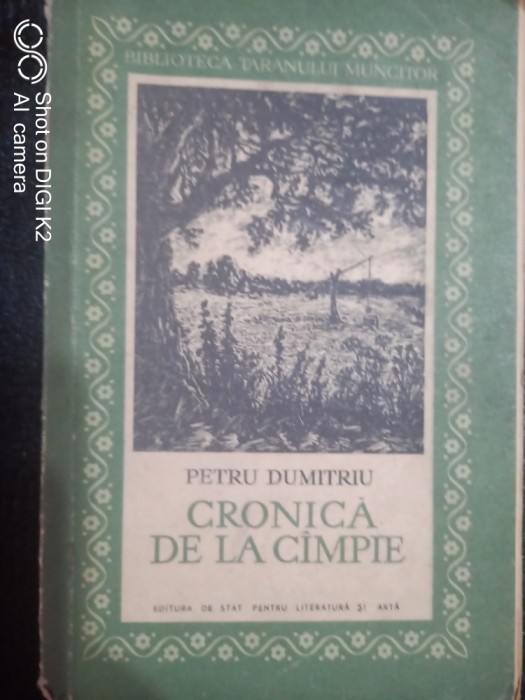 BIBLIOTECA ȚĂRANULUI MUNCITOR
PETRU DUMITRIU
CRONICĂ
DE LA CÎMPIE
EDITURA DE STAT PENTRU LITERATURĂ ȘI ARTĂ
Shot on DIGI K2
AI camera